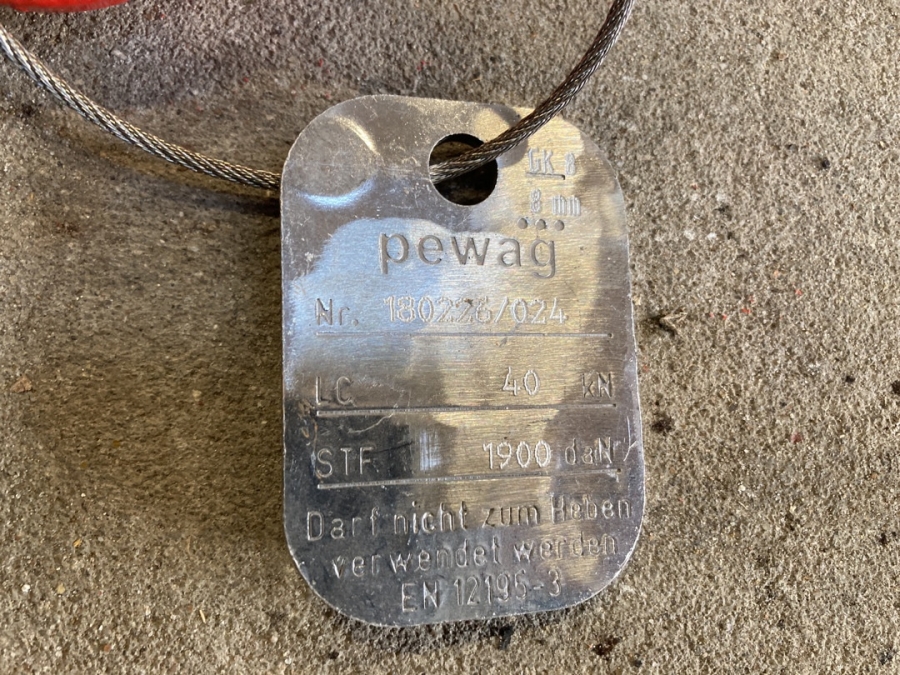 GK 8
8 mm
pewag
Nr. 180226/024
LC 40 kN
STF 1900 daN
Darf nicht zum Heben
verwendet werden
EN 12195-3